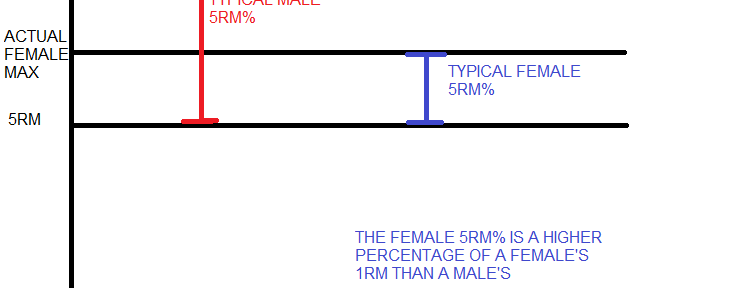 TYPICAL MALE
5RM%
ACTUAL
FEMALE
MAX
TYPICAL FEMALE
5RM%
5RM
THE FEMALE 5RM% IS A HIGHER
PERCENTAGE OF A FEMALE'S
1RM THAN A MALE'S